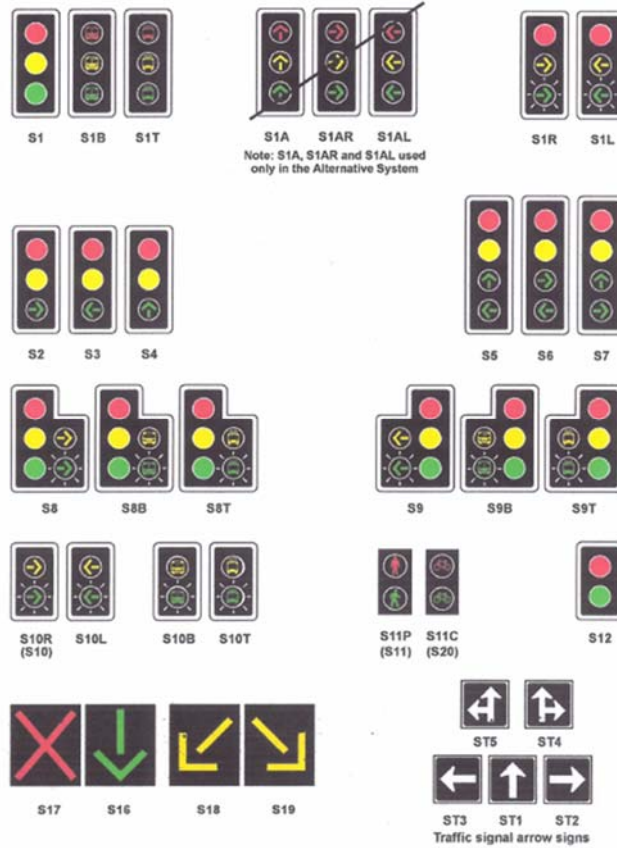 S1 S1B S1T S1A S1AR S1AL S1R S1L
Note: S1A, S1AR and S1AL used
only in the Alternative System
S2 S3 S4 S5 S6 S7
S8 S8B S8T S9 S9B S9T
S10R S10L S10B S10T S11P S11C S12
(S10) (S11) (S20)
ST5 ST4
S17 S16 S18 S19 ST3 ST1 ST2
Traffic signal arrow signs